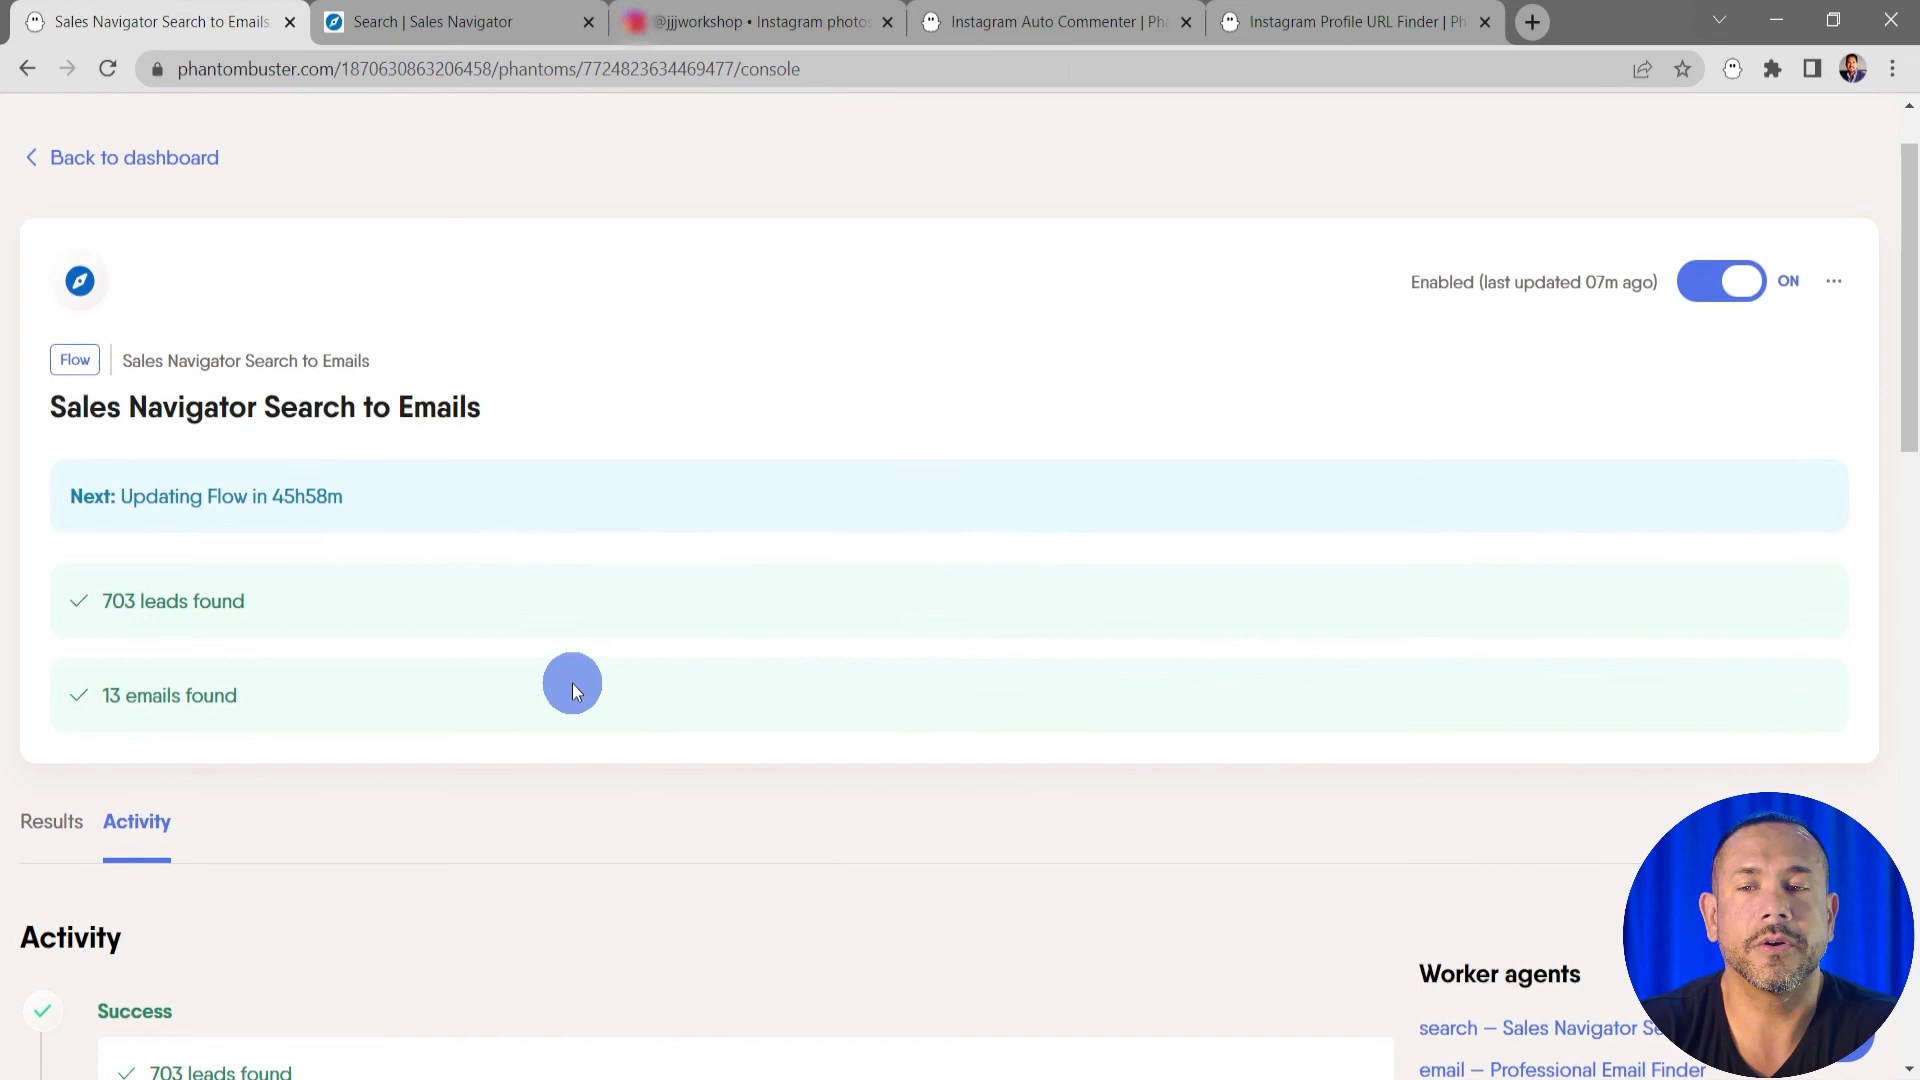 Sales Navigator Search to Emails
Search | Sales Navigator
@jjjworkshop • Instagram photos
Instagram Auto Commenter | Pha
Instagram Profile URL Finder | Ph
phantombuster.com/1870630863206458/phantoms/7724823634469477/console
Back to dashboard
Enabled (last updated 07m ago)
ON
Flow
Sales Navigator Search to Emails
Sales Navigator Search to Emails
Next: Updating Flow in 45h58m
703 leads found
13 emails found
Results
Activity
Activity
Success
703 leads found
Worker agents
search – Sales Navigator Se
email – Professional Email Finder